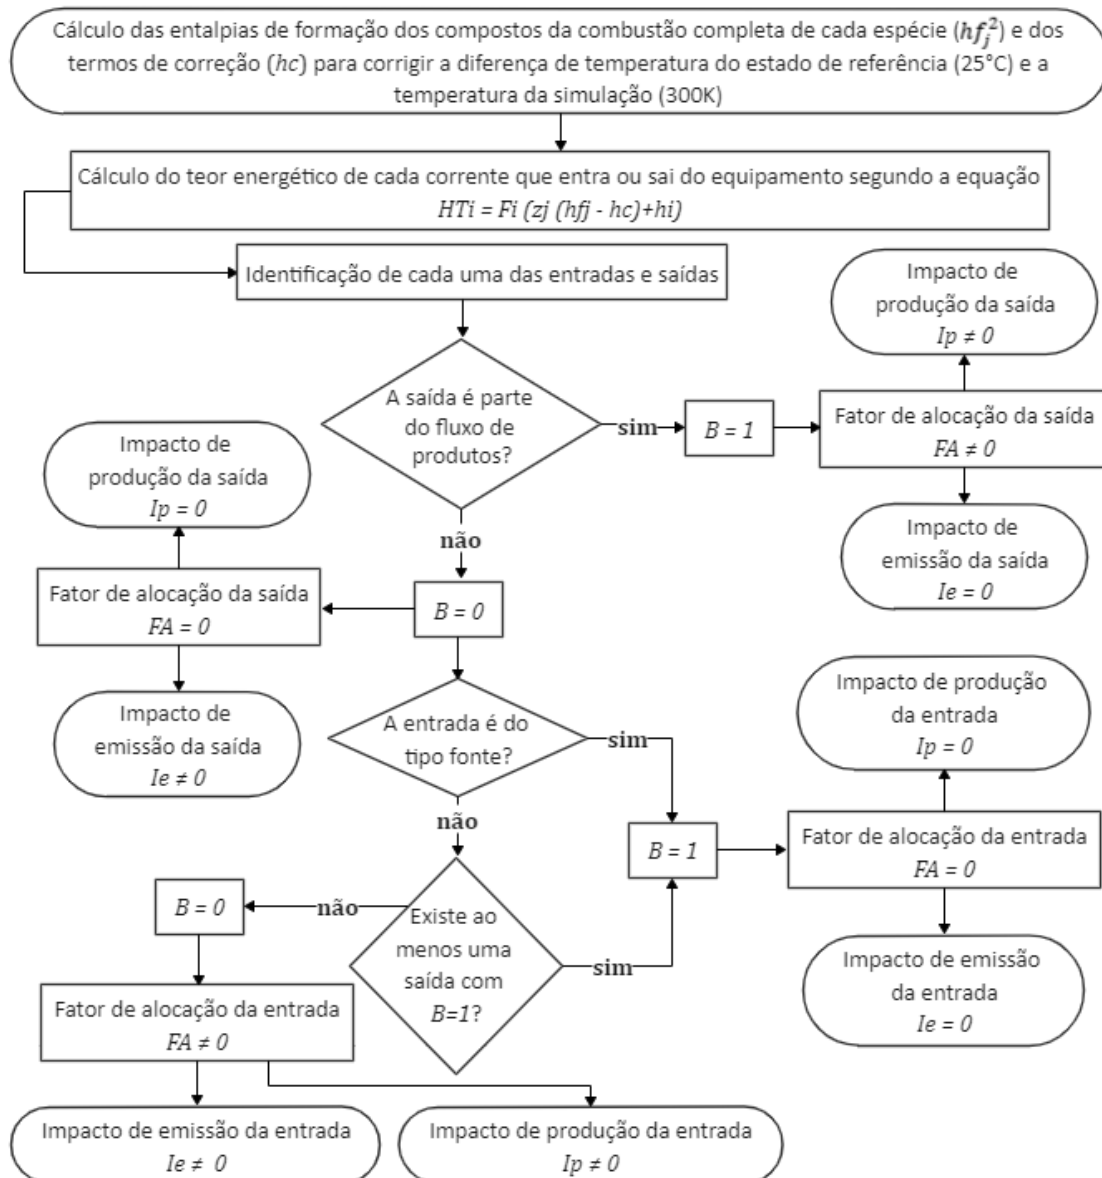 Cálculo das entalpias de formação dos compostos da combustão completa de cada espécie (hf_j^2) e dos
termos de correção (hc) para corrigir a diferença de temperatura do estado de referência (25°C) e a
temperatura da simulação (300K)
Cálculo do teor energético de cada corrente que entra ou sai do equipamento segundo a equação
HTi = Fi (zj (hfj - hc)+hi)
Identificação de cada uma das entradas e saídas
Impacto de
produção da saída
Ip ≠ 0
A saída é parte
do fluxo de
produtos?
sim
B = 1
Fator de alocação da saída
FA ≠ 0
Impacto de
emissão da saída
Ie = 0
Impacto de
produção da saída
Ip = 0
não
Fator de alocação da saída
FA = 0
B = 0
Impacto de
emissão da saída
Ie ≠ 0
A entrada é do
tipo fonte?
sim
Impacto de produção
da entrada
Ip = 0
não
B = 1
Fator de alocação da entrada
FA = 0
Impacto de emissão
da entrada
Ie = 0
Existe ao
menos uma
saída com
B=1?
sim
não
B = 0
Fator de alocação da entrada
FA ≠ 0
Impacto de emissão da entrada
Ie ≠ 0
Impacto de produção da entrada
Ip ≠ 0